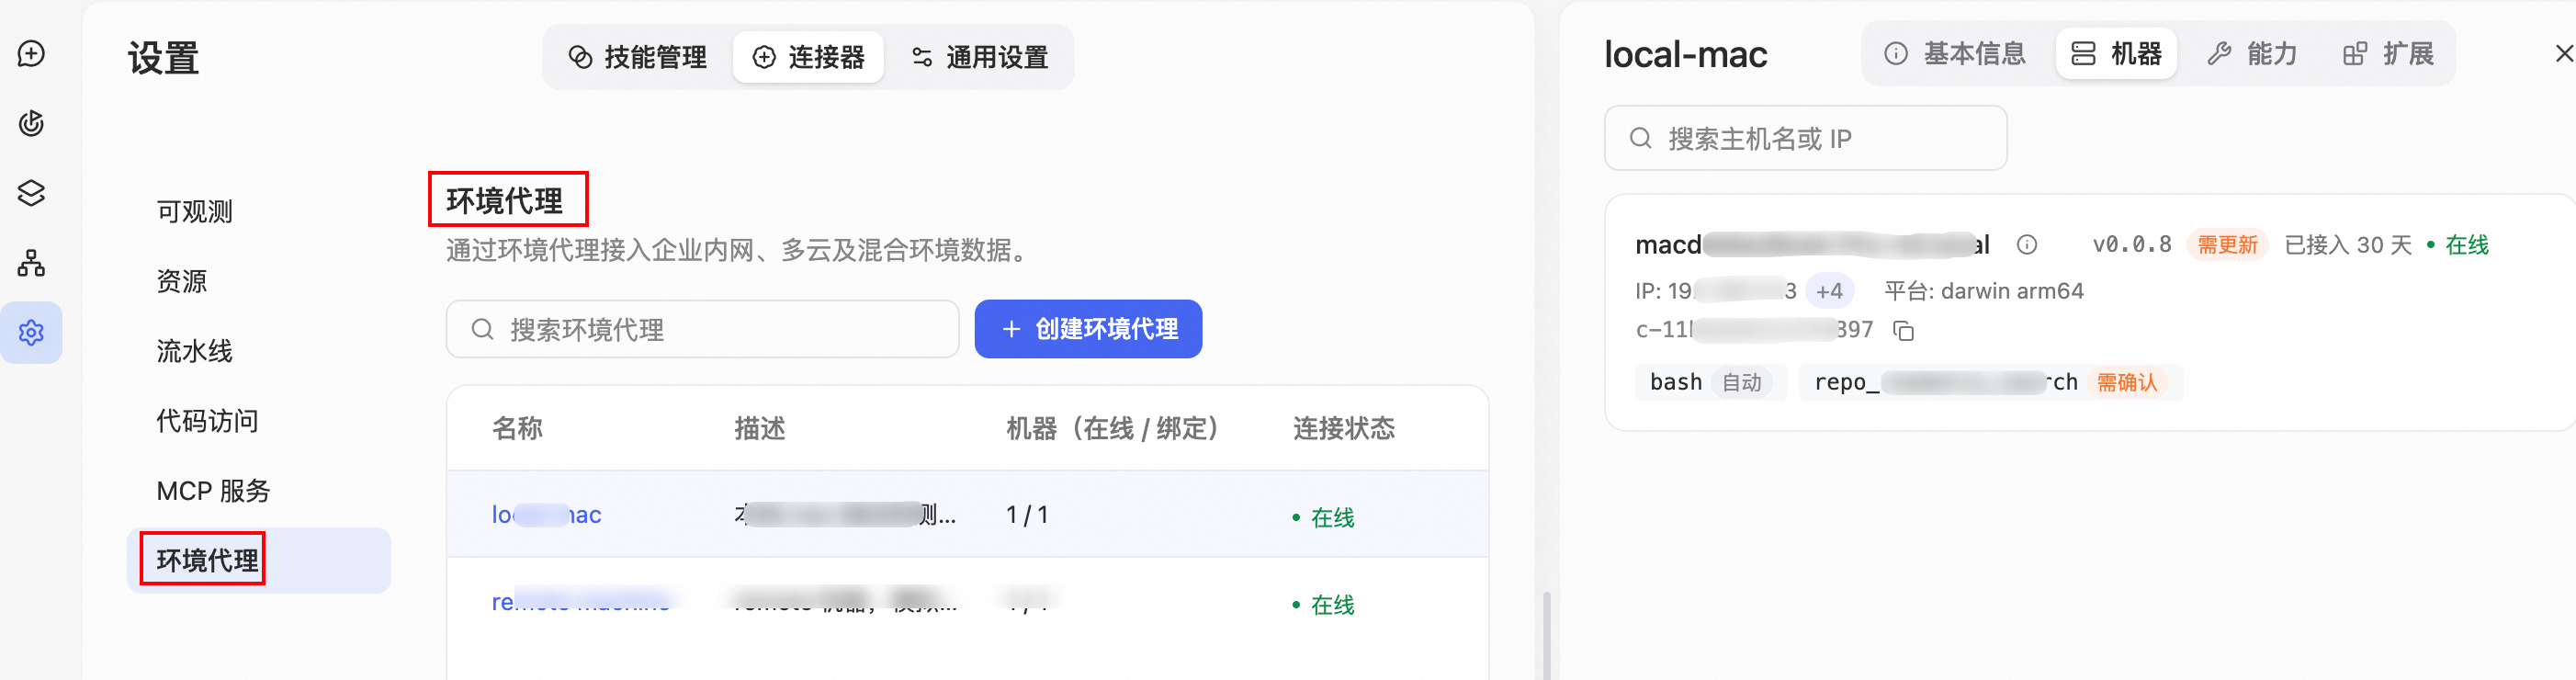 设置
技能管理 连接器 通用设置
可观测
资源
流水线
代码访问
MCP 服务
环境代理
环境代理
通过环境代理接入企业内网、多云及混合环境数据。
搜索环境代理
+ 创建环境代理
名称 描述 机器（在线 / 绑定） 连接状态
1 / 1 在线
在线
local-mac
基本信息 机器 能力 扩展
搜索主机名或 IP
v0.0.8 需更新 已接入 30 天 在线
IP: +4 平台: darwin arm64
bash 自动 需确认